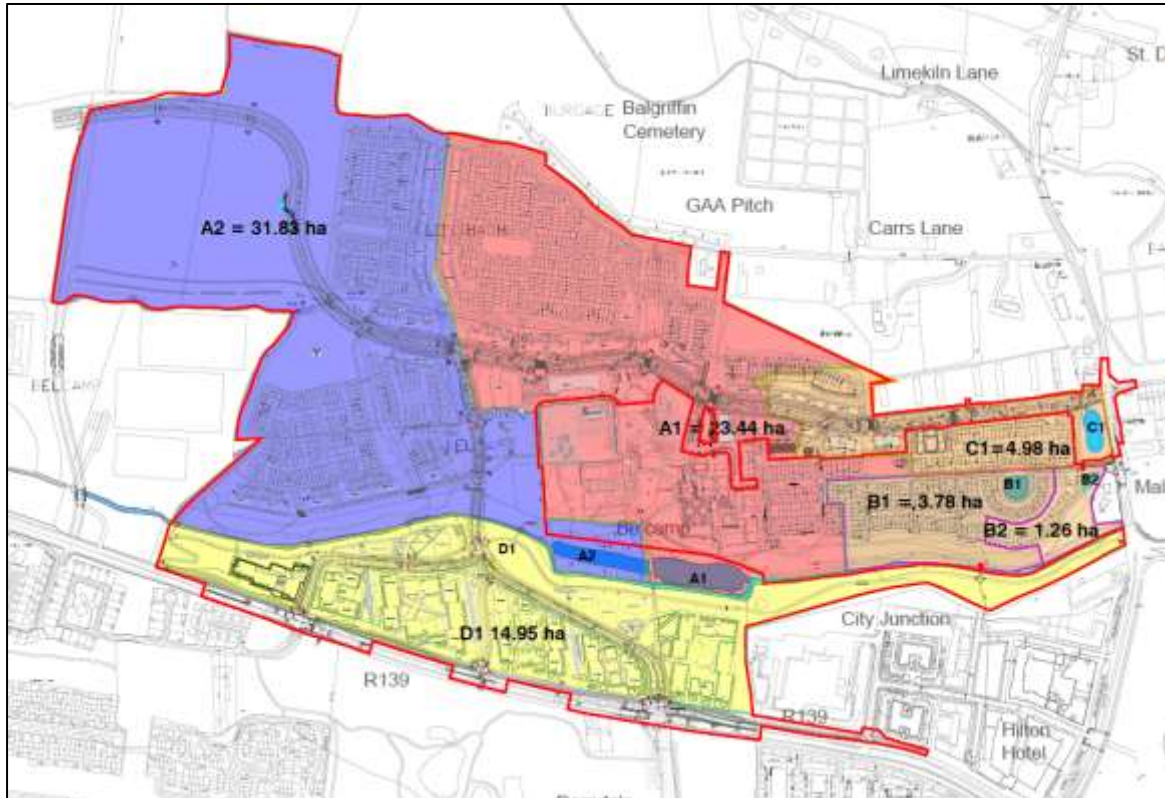 St. D
Limekiln Lane
Balgriffin
Cemetery
GAA Pitch
Carrs Lane
A2 = 31.83 ha
A1 = 23.44 ha
C1
C1=4.98 ha
B1
B2
B1 = 3.78 ha
B2 = 1.26 ha
D1
A2
A1
City Junction
D1 14.95 ha
R139
R139
Hilton
Hotel